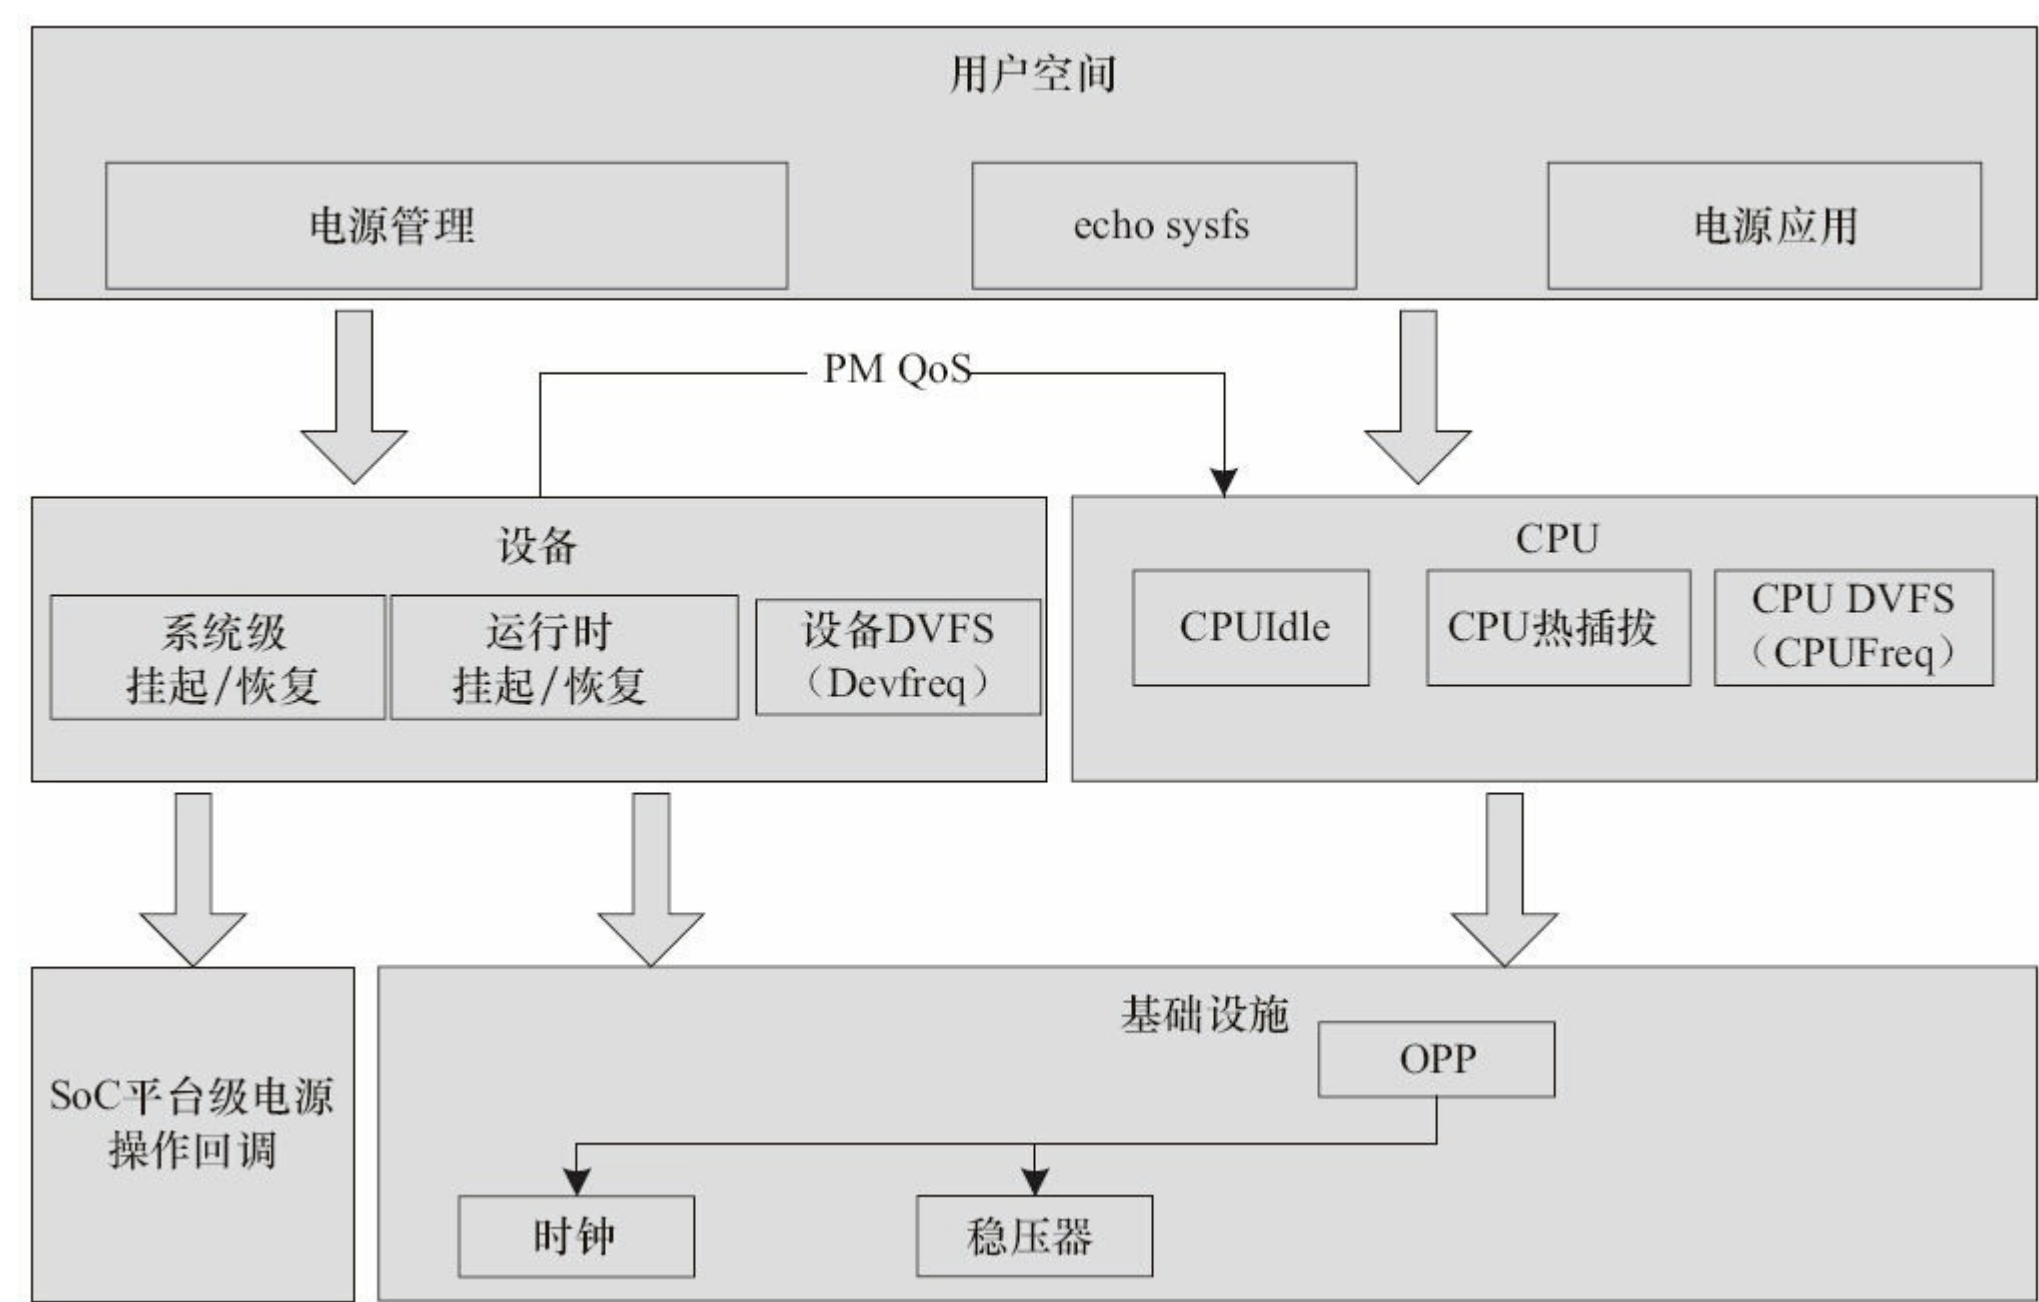 用户空间
电源管理
echo sysfs
电源应用
PM QoS
设备
系统级
挂起/恢复
运行时
挂起/恢复
设备DVFS
（Devfreq）
CPU
CPUIdle
CPU热插拔
CPU DVFS
（CPUFreq）
SoC平台级电源
操作回调
基础设施
OPP
时钟
稳压器